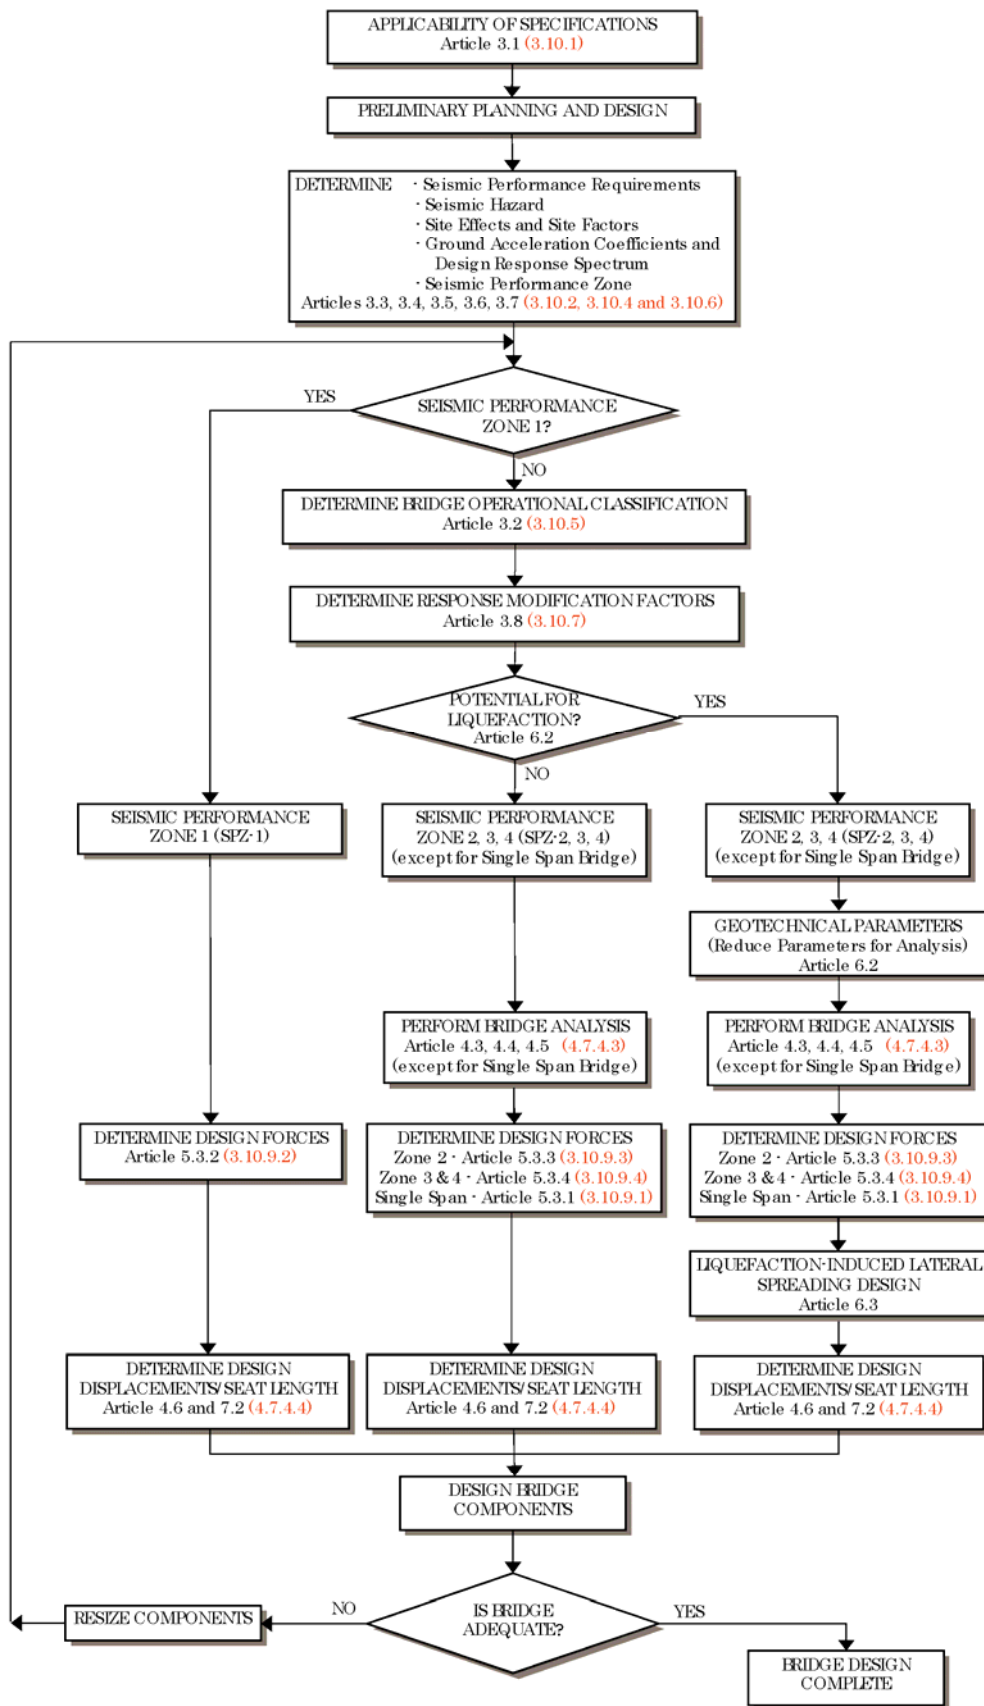 APPLICABILITY OF SPECIFICATIONS
Article 3.1 (3.10.1)
PRELIMINARY PLANNING AND DESIGN
DETERMINE · Seismic Performance Requirements
· Seismic Hazard
· Site Effects and Site Factors
· Ground Acceleration Coefficients and
Design Response Spectrum
· Seismic Performance Zone
Articles 3.3, 3.4, 3.5, 3.6, 3.7 (3.10.2, 3.10.4 and 3.10.6)
YES
SEISMIC PERFORMANCE
ZONE 1?
NO
DETERMINE BRIDGE OPERATIONAL CLASSIFICATION
Article 3.2 (3.10.5)
DETERMINE RESPONSE MODIFICATION FACTORS
Article 3.8 (3.10.7)
POTENTIAL FOR
LIQUEFACTION?
Article 6.2
YES
NO
SEISMIC PERFORMANCE
ZONE 1 (SPZ-1)
SEISMIC PERFORMANCE
ZONE 2, 3, 4 (SPZ-2, 3, 4)
(except for Single Span Bridge)
SEISMIC PERFORMANCE
ZONE 2, 3, 4 (SPZ-2, 3, 4)
(except for Single Span Bridge)
GEOTECHNICAL PARAMETERS
(Reduce Parameters for Analysis)
Article 6.2
PERFORM BRIDGE ANALYSIS
Article 4.3, 4.4, 4.5 (4.7.4.3)
(except for Single Span Bridge)
PERFORM BRIDGE ANALYSIS
Article 4.3, 4.4, 4.5 (4.7.4.3)
(except for Single Span Bridge)
DETERMINE DESIGN FORCES
Article 5.3.2 (3.10.9.2)
DETERMINE DESIGN FORCES
Zone 2 - Article 5.3.3 (3.10.9.3)
Zone 3 & 4 - Article 5.3.4 (3.10.9.4)
Single Span - Article 5.3.1 (3.10.9.1)
DETERMINE DESIGN FORCES
Zone 2 - Article 5.3.3 (3.10.9.3)
Zone 3 & 4 - Article 5.3.4 (3.10.9.4)
Single Span - Article 5.3.1 (3.10.9.1)
LIQUEFACTION-INDUCED LATERAL
SPREADING DESIGN
Article 6.3
DETERMINE DESIGN
DISPLACEMENTS/SEAT LENGTH
Article 4.6 and 7.2 (4.7.4.4)
DETERMINE DESIGN
DISPLACEMENTS/SEAT LENGTH
Article 4.6 and 7.2 (4.7.4.4)
DETERMINE DESIGN
DISPLACEMENTS/SEAT LENGTH
Article 4.6 and 7.2 (4.7.4.4)
DESIGN BRIDGE
COMPONENTS
RESIZE COMPONENTS
NO
IS BRIDGE
ADEQUATE?
YES
BRIDGE DESIGN
COMPLETE